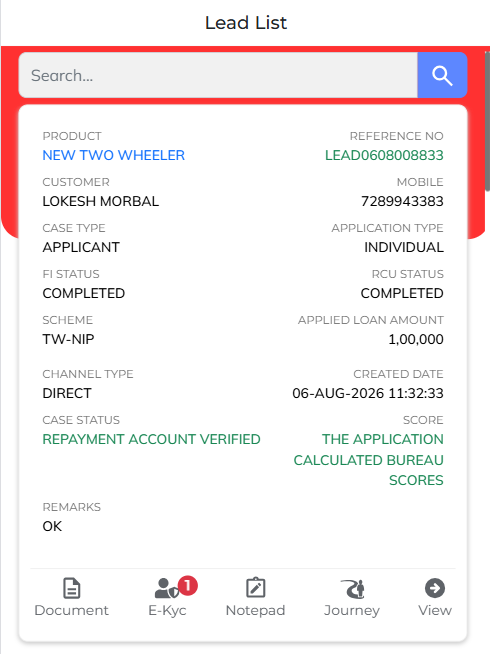 Lead List
Search...
PRODUCT REFERENCE NO
NEW TWO WHEELER LEAD0608008833
CUSTOMER MOBILE
LOKESH MORBAL 7289943383
CASE TYPE APPLICATION TYPE
APPLICANT INDIVIDUAL
FI STATUS RCU STATUS
COMPLETED COMPLETED
SCHEME APPLIED LOAN AMOUNT
TW-NIP 1,00,000
CHANNEL TYPE CREATED DATE
DIRECT 06-AUG-2026 11:32:33
CASE STATUS SCORE
REPAYMENT ACCOUNT VERIFIED THE APPLICATION
CALCULATED BUREAU
SCORES
REMARKS
OK
1
Document E-Kyc Notepad Journey View